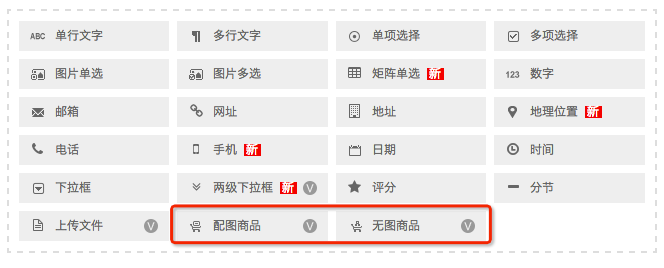 ABC 单行文字 多行文字 单项选择 多项选择
图片单选 图片多选 矩阵单选 新 123 数字
邮箱 网址 地址 地理位置 新
电话 手机 新 日期 时间
下拉框 两级下拉框 新 V 评分 分节
上传文件 V 配图商品 V 无图商品 V